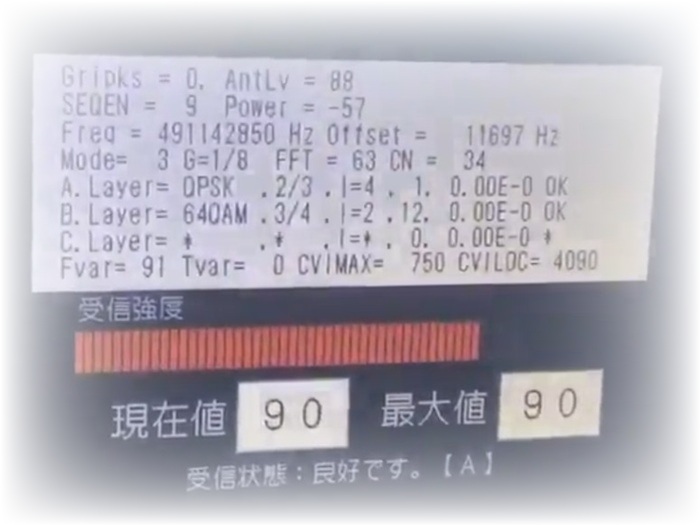 Gripks = 0, AntLv = 88
SEQEN = 9 Power = -57
Freq = 491142850 Hz Offset = 11697 Hz
Mode= 3 G=1/8 FFT = 63 CN = 34
A.Layer= QPSK .2/3 .I=4 . 1. 0.00E-0 OK
B.Layer= 64QAM .3/4 .I=2 .12. 0.00E-0 OK
C.Layer= * .* .I=* . 0. 0.00E-0 *
Fvar= 91 Tvar= 0 CVIMAX= 750 CVILOC= 4090
受信強度
現在値 90 最大値 90
受信状態：良好です。【A】